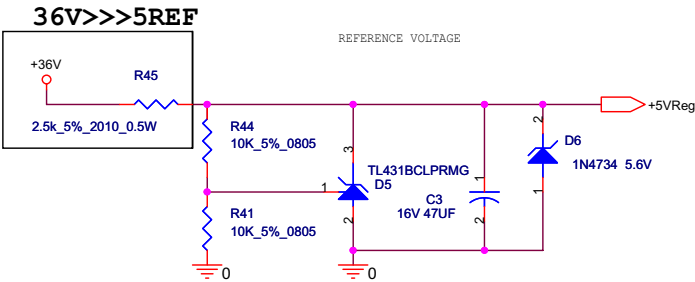 36V>>>5REF
REFERENCE VOLTAGE
+36V
R45
2.5k_5%_2010_0.5W
+5VReg
R44
10K_5%_0805
2
D6
1N4734 5.6V
1
3
TL431BCLPRMG
D5
1
2
C3
16V 47UF
1
2
R41
10K_5%_0805
0
0